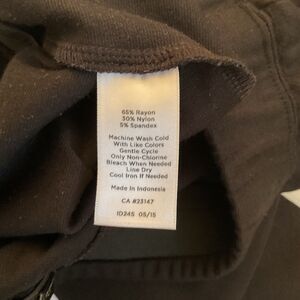 65% Rayon
30% Nylon
5% Spandex
Machine Wash Cold
With Like Colors
Gentle Cycle
Only Non-Chlorine
Bleach When Needed
Line Dry
Cool Iron If Needed
Made In Indonesia
CA #23147
ID245 05/15